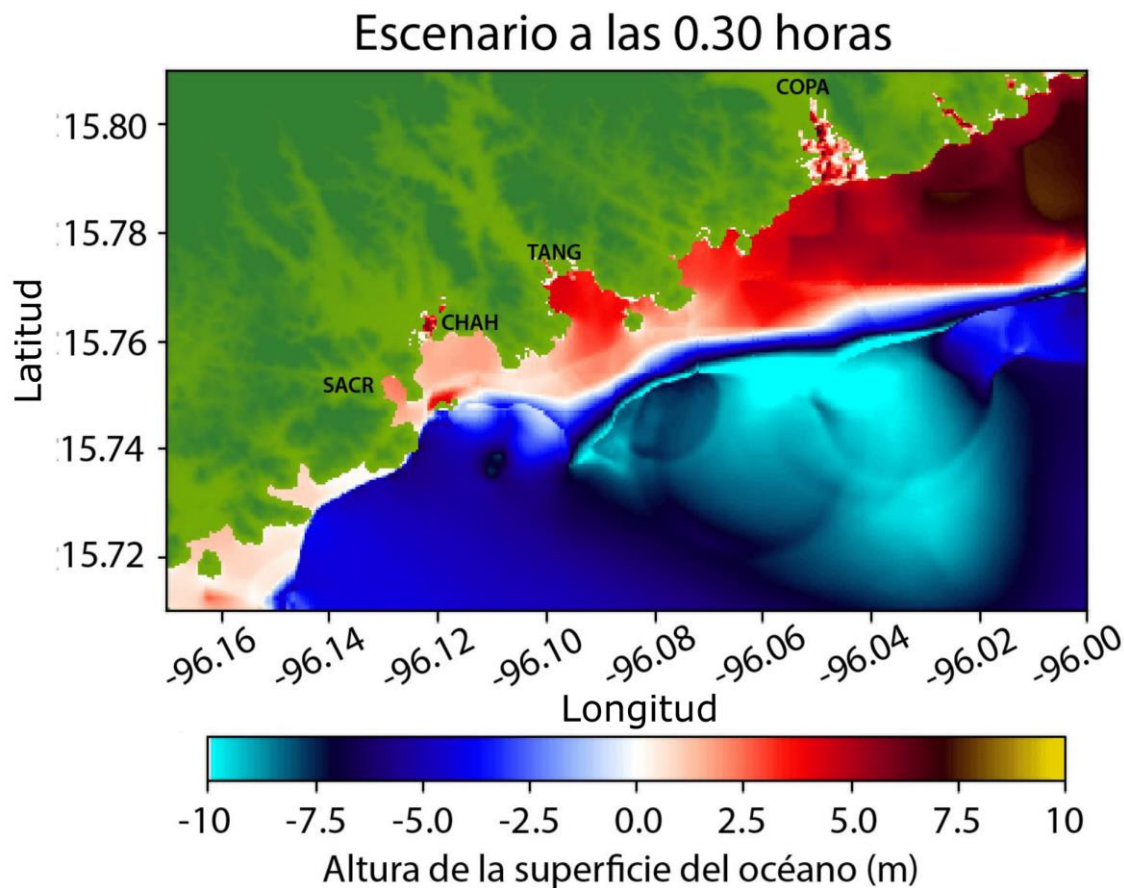 Escenario a las 0.30 horas
COPA
15.80
15.78
TANG
15.76
CHAH
SACR
15.74
15.72
Latitud
-96.16 -96.14 -96.12 -96.10 -96.08 -96.06 -96.04 -96.02 -96.00
Longitud
-10 -7.5 -5.0 -2.5 0.0 2.5 5.0 7.5 10
Altura de la superficie del océano (m)